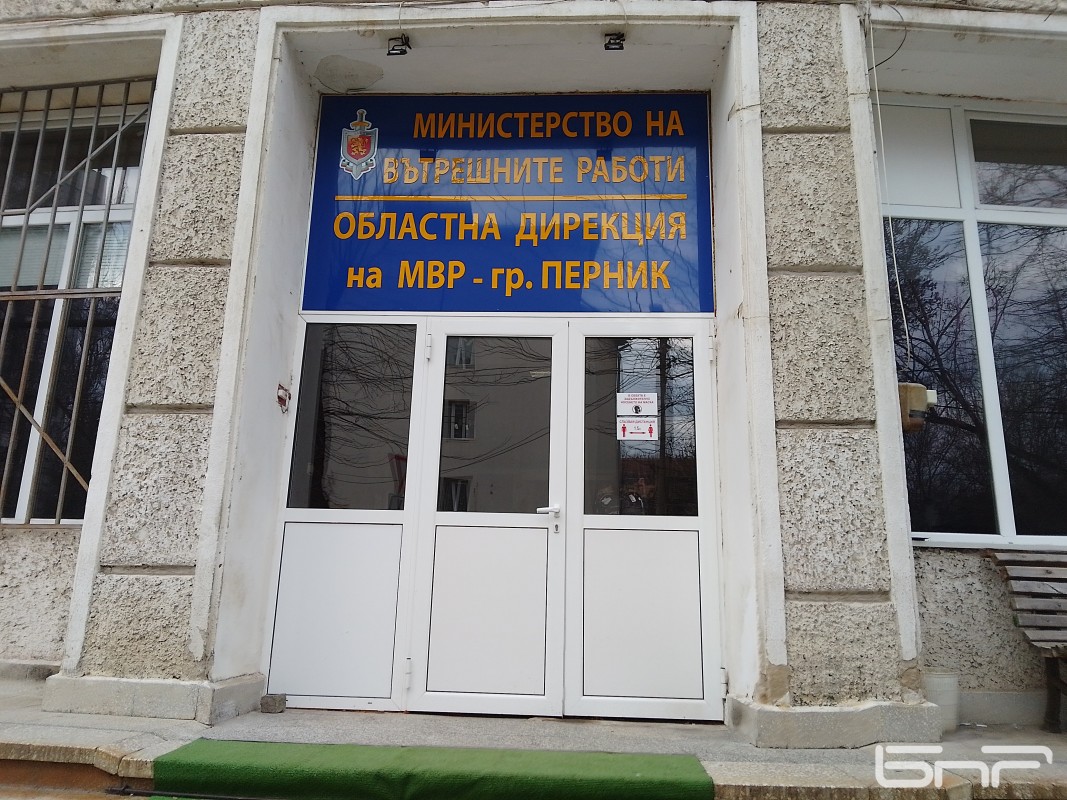 МИНИСТЕРСТВО НА
ВЪТРЕШНИТЕ РАБОТИ
ОБЛАСТНА ДИРЕКЦИЯ
на МВР - гр. ПЕРНИК
БНР